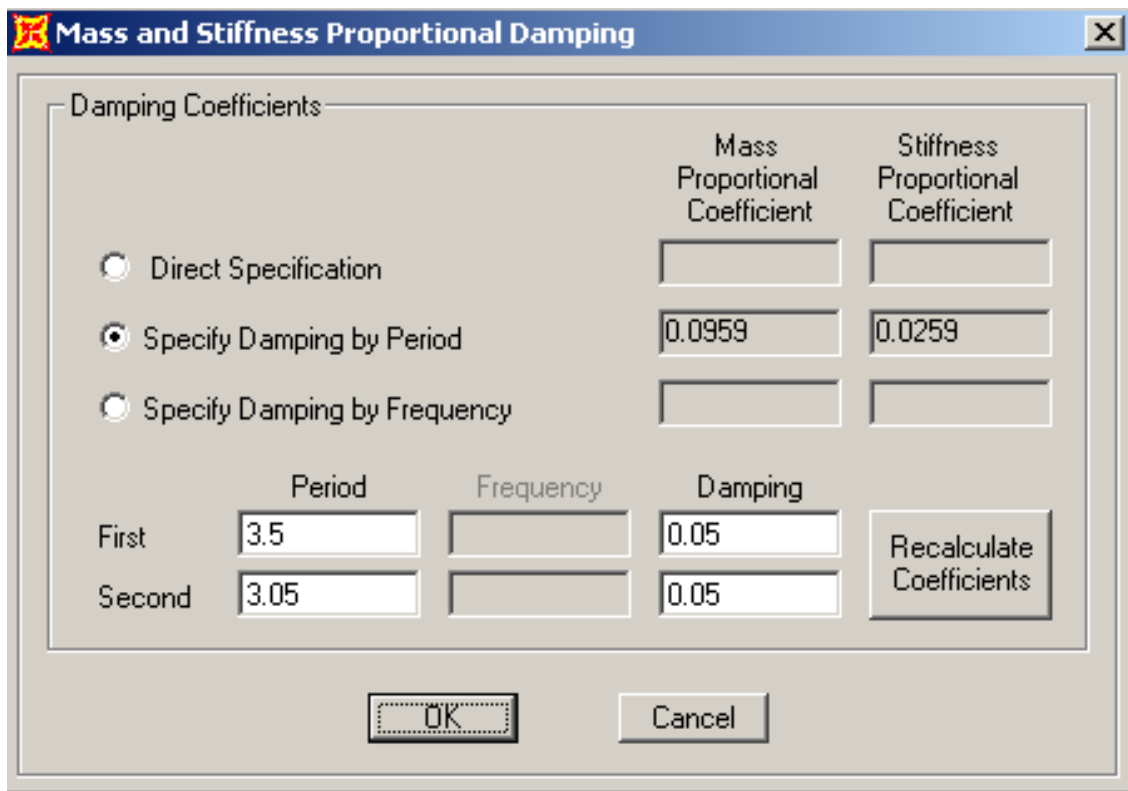 Mass and Stiffness Proportional Damping
Damping Coefficients
Mass Proportional Coefficient
Stiffness Proportional Coefficient
Direct Specification
Specify Damping by Period 0.0959 0.0259
Specify Damping by Frequency
Period Frequency Damping
First 3.5 0.05
Second 3.05 0.05
Recalculate Coefficients
OK Cancel